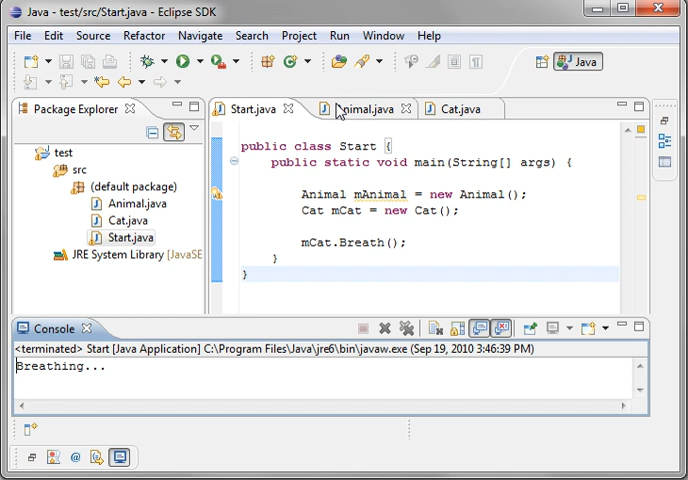 Java - test/src/Start.java - Eclipse SDK
File Edit Source Refactor Navigate Search Project Run Window Help
Java
Package Explorer
Start.java
Animal.java
Cat.java
test
src
(default package)
Animal.java
Cat.java
Start.java
JRE System Library [JavaSE
public class Start {
public static void main(String[] args) {
Animal mAnimal = new Animal();
Cat mCat = new Cat();
mCat.Breath();
}
}
Console
<terminated> Start [Java Application] C:\Program Files\Java\jre6\bin\javaw.exe (Sep 19, 2010 3:46:39 PM)
Breathing...